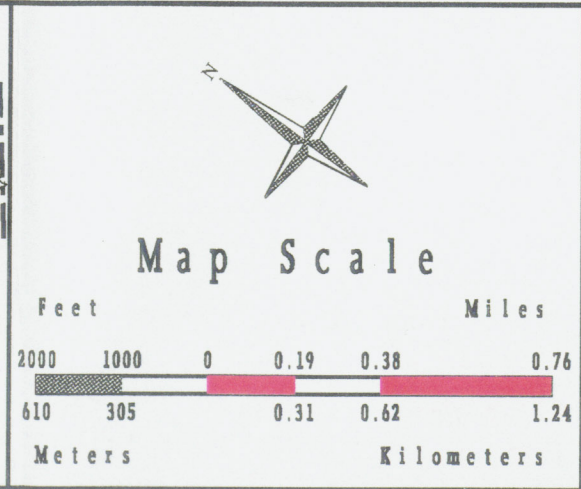 N
Map Scale
Feet Miles
2000 1000 0 0.19 0.38 0.76
610 305 0.31 0.62 1.24
Meters Kilometers